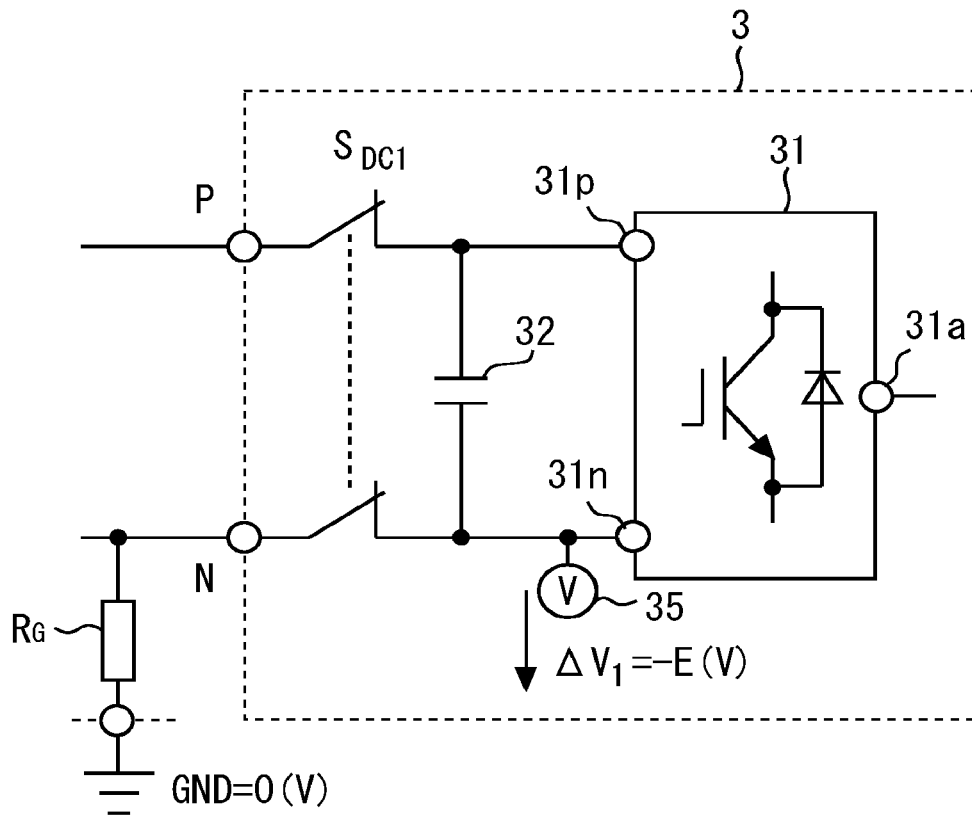 3
S DC1
31
31p
P
31a
32
31n
N
V
35
RG
ΔV1=-E(V)
GND=0(V)